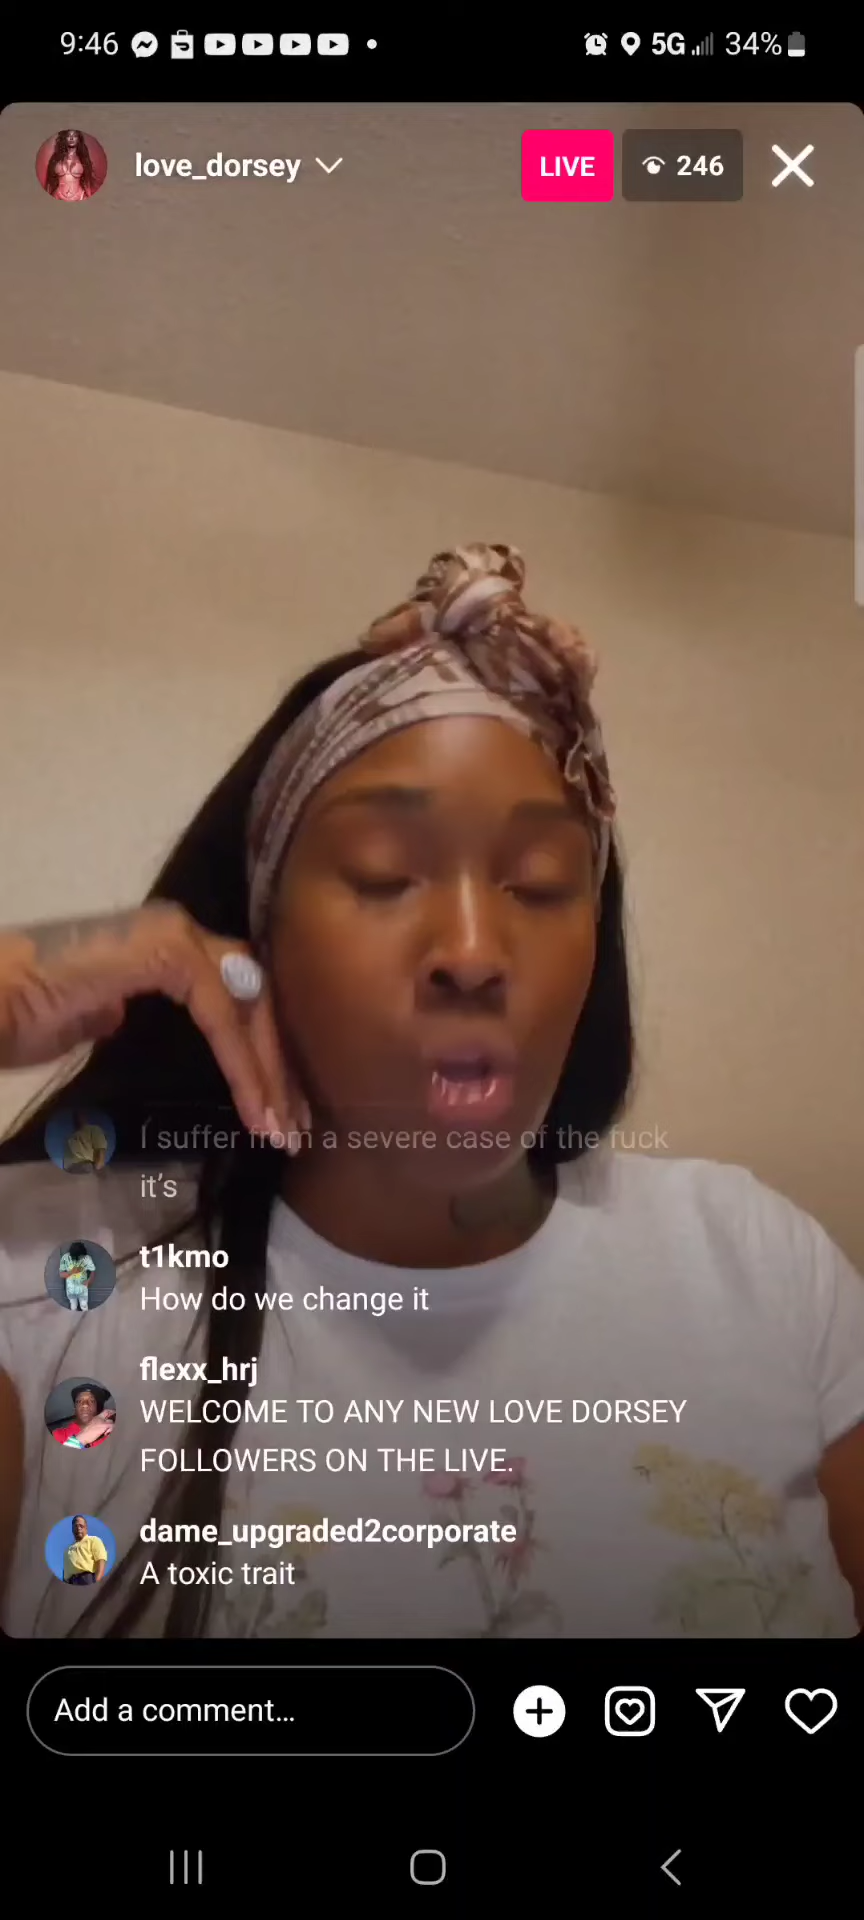 9:46
5G
34%
love_dorsey
LIVE
246
I suffer from a severe case of the fuck
it's
t1kmo
How do we change it
flexx_hrj
WELCOME TO ANY NEW LOVE DORSEY
FOLLOWERS ON THE LIVE.
dame_upgraded2corporate
A toxic trait
Add a comment...